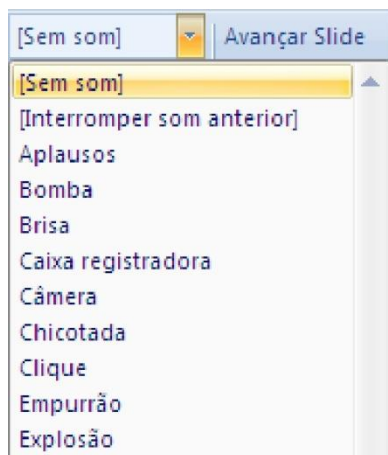 [Sem som] Avançar Slide
[Sem som]
[Interromper som anterior]
Aplausos
Bomba
Brisa
Caixa registradora
Câmera
Chicotada
Clique
Empurrão
Explosão